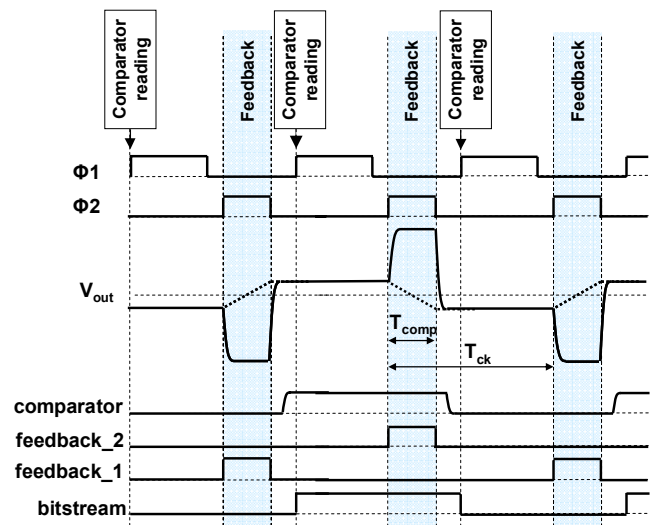 Comparator
reading
Feedback
Comparator
reading
Feedback
Comparator
reading
Feedback
Φ1
Φ2
Vout
Tcomp
Tck
comparator
feedback_2
feedback_1
bitstream